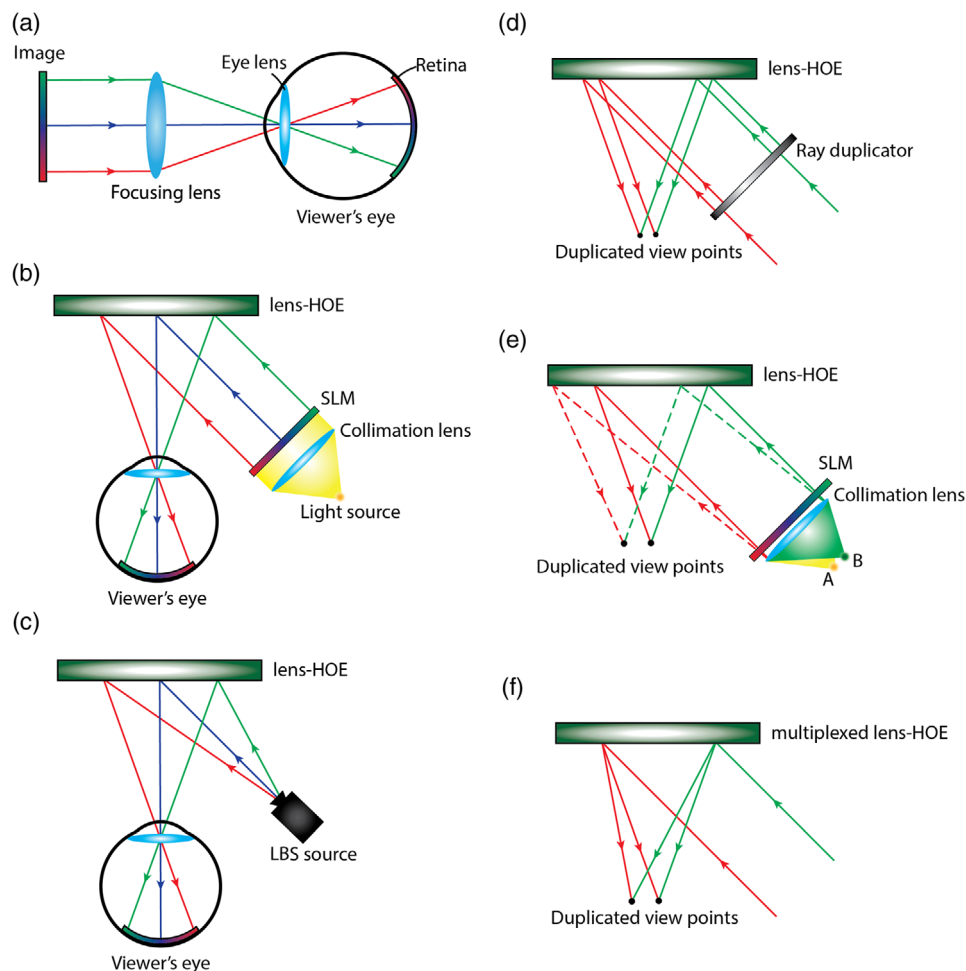 (a)
Image
Eye lens
Retina
Focusing lens
Viewer's eye
(b)
lens-HOE
SLM
Collimation lens
Light source
Viewer's eye
(c)
lens-HOE
LBS source
Viewer's eye
(d)
lens-HOE
Ray duplicator
Duplicated view points
(e)
lens-HOE
SLM
Collimation lens
Duplicated view points
B
A
(f)
multiplexed lens-HOE
Duplicated view points